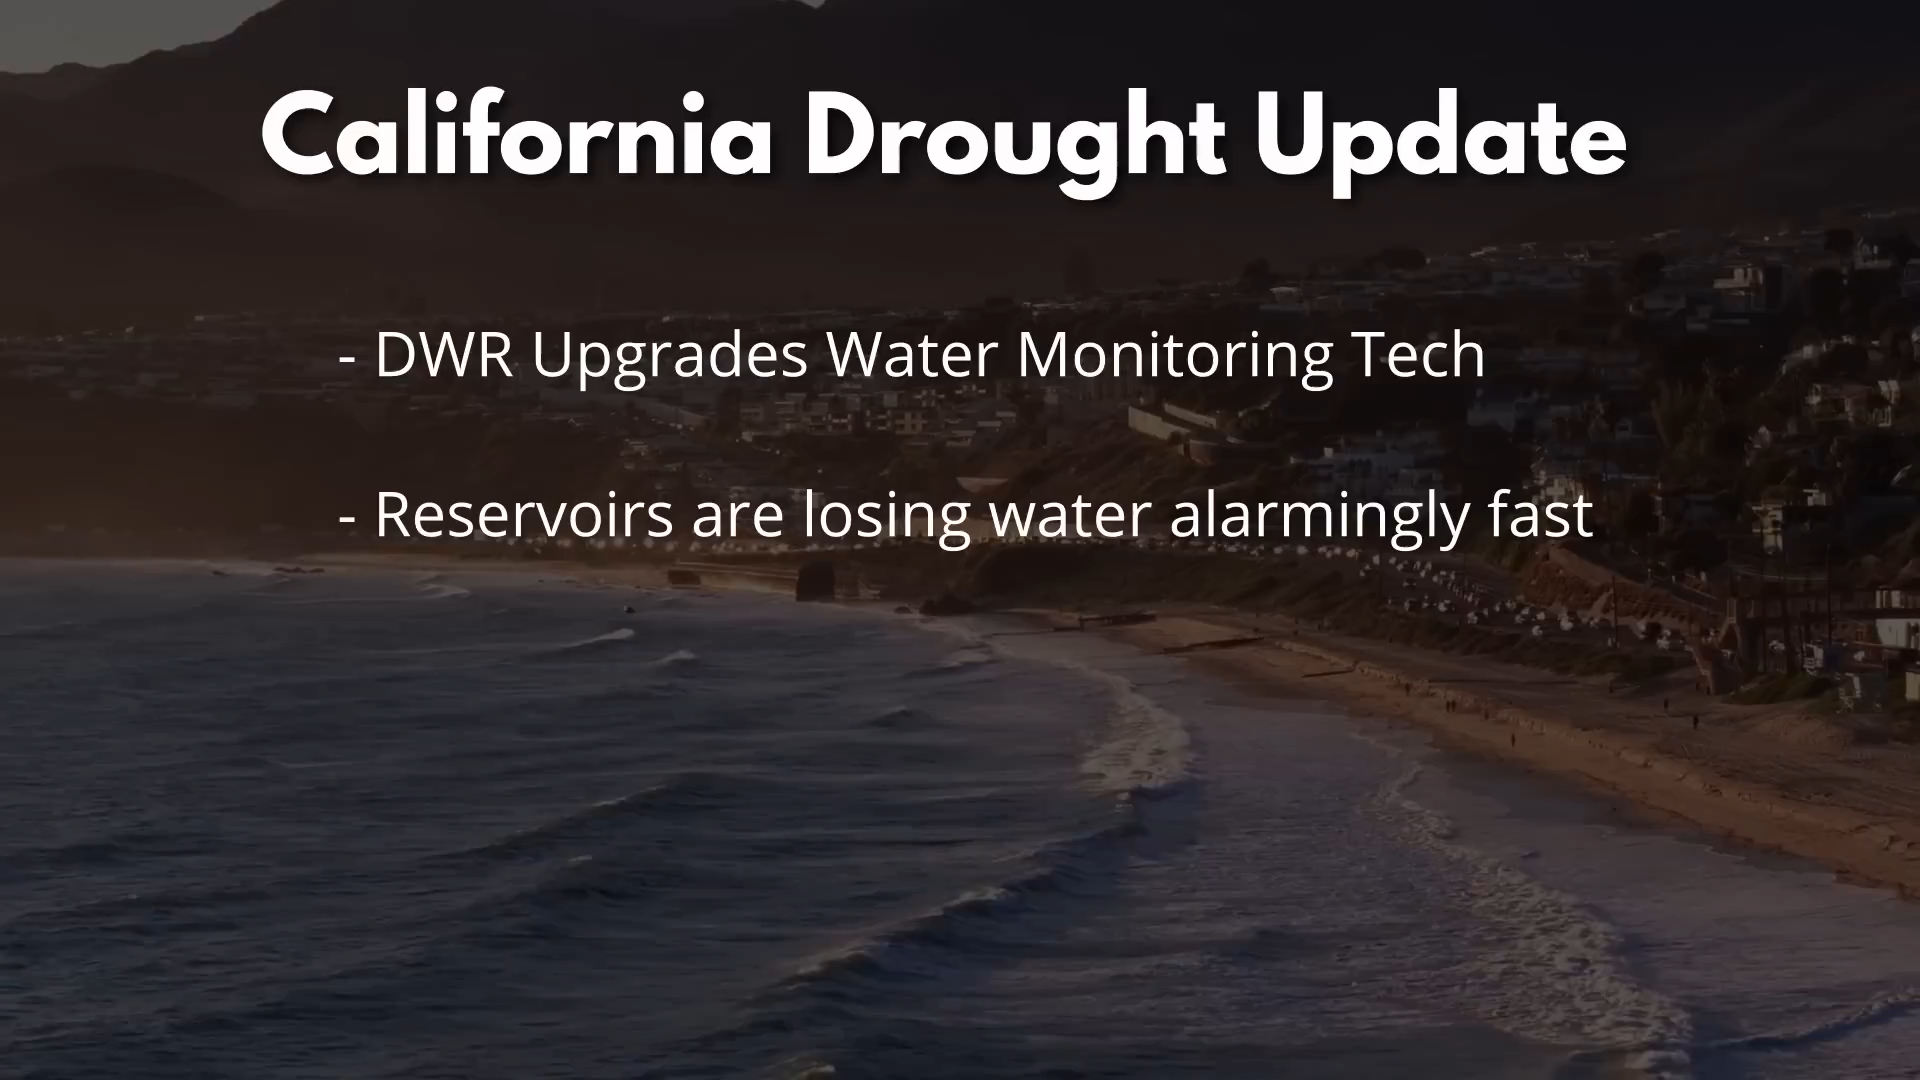 California Drought Update
- DWR Upgrades Water Monitoring Tech
- Reservoirs are losing water alarmingly fast